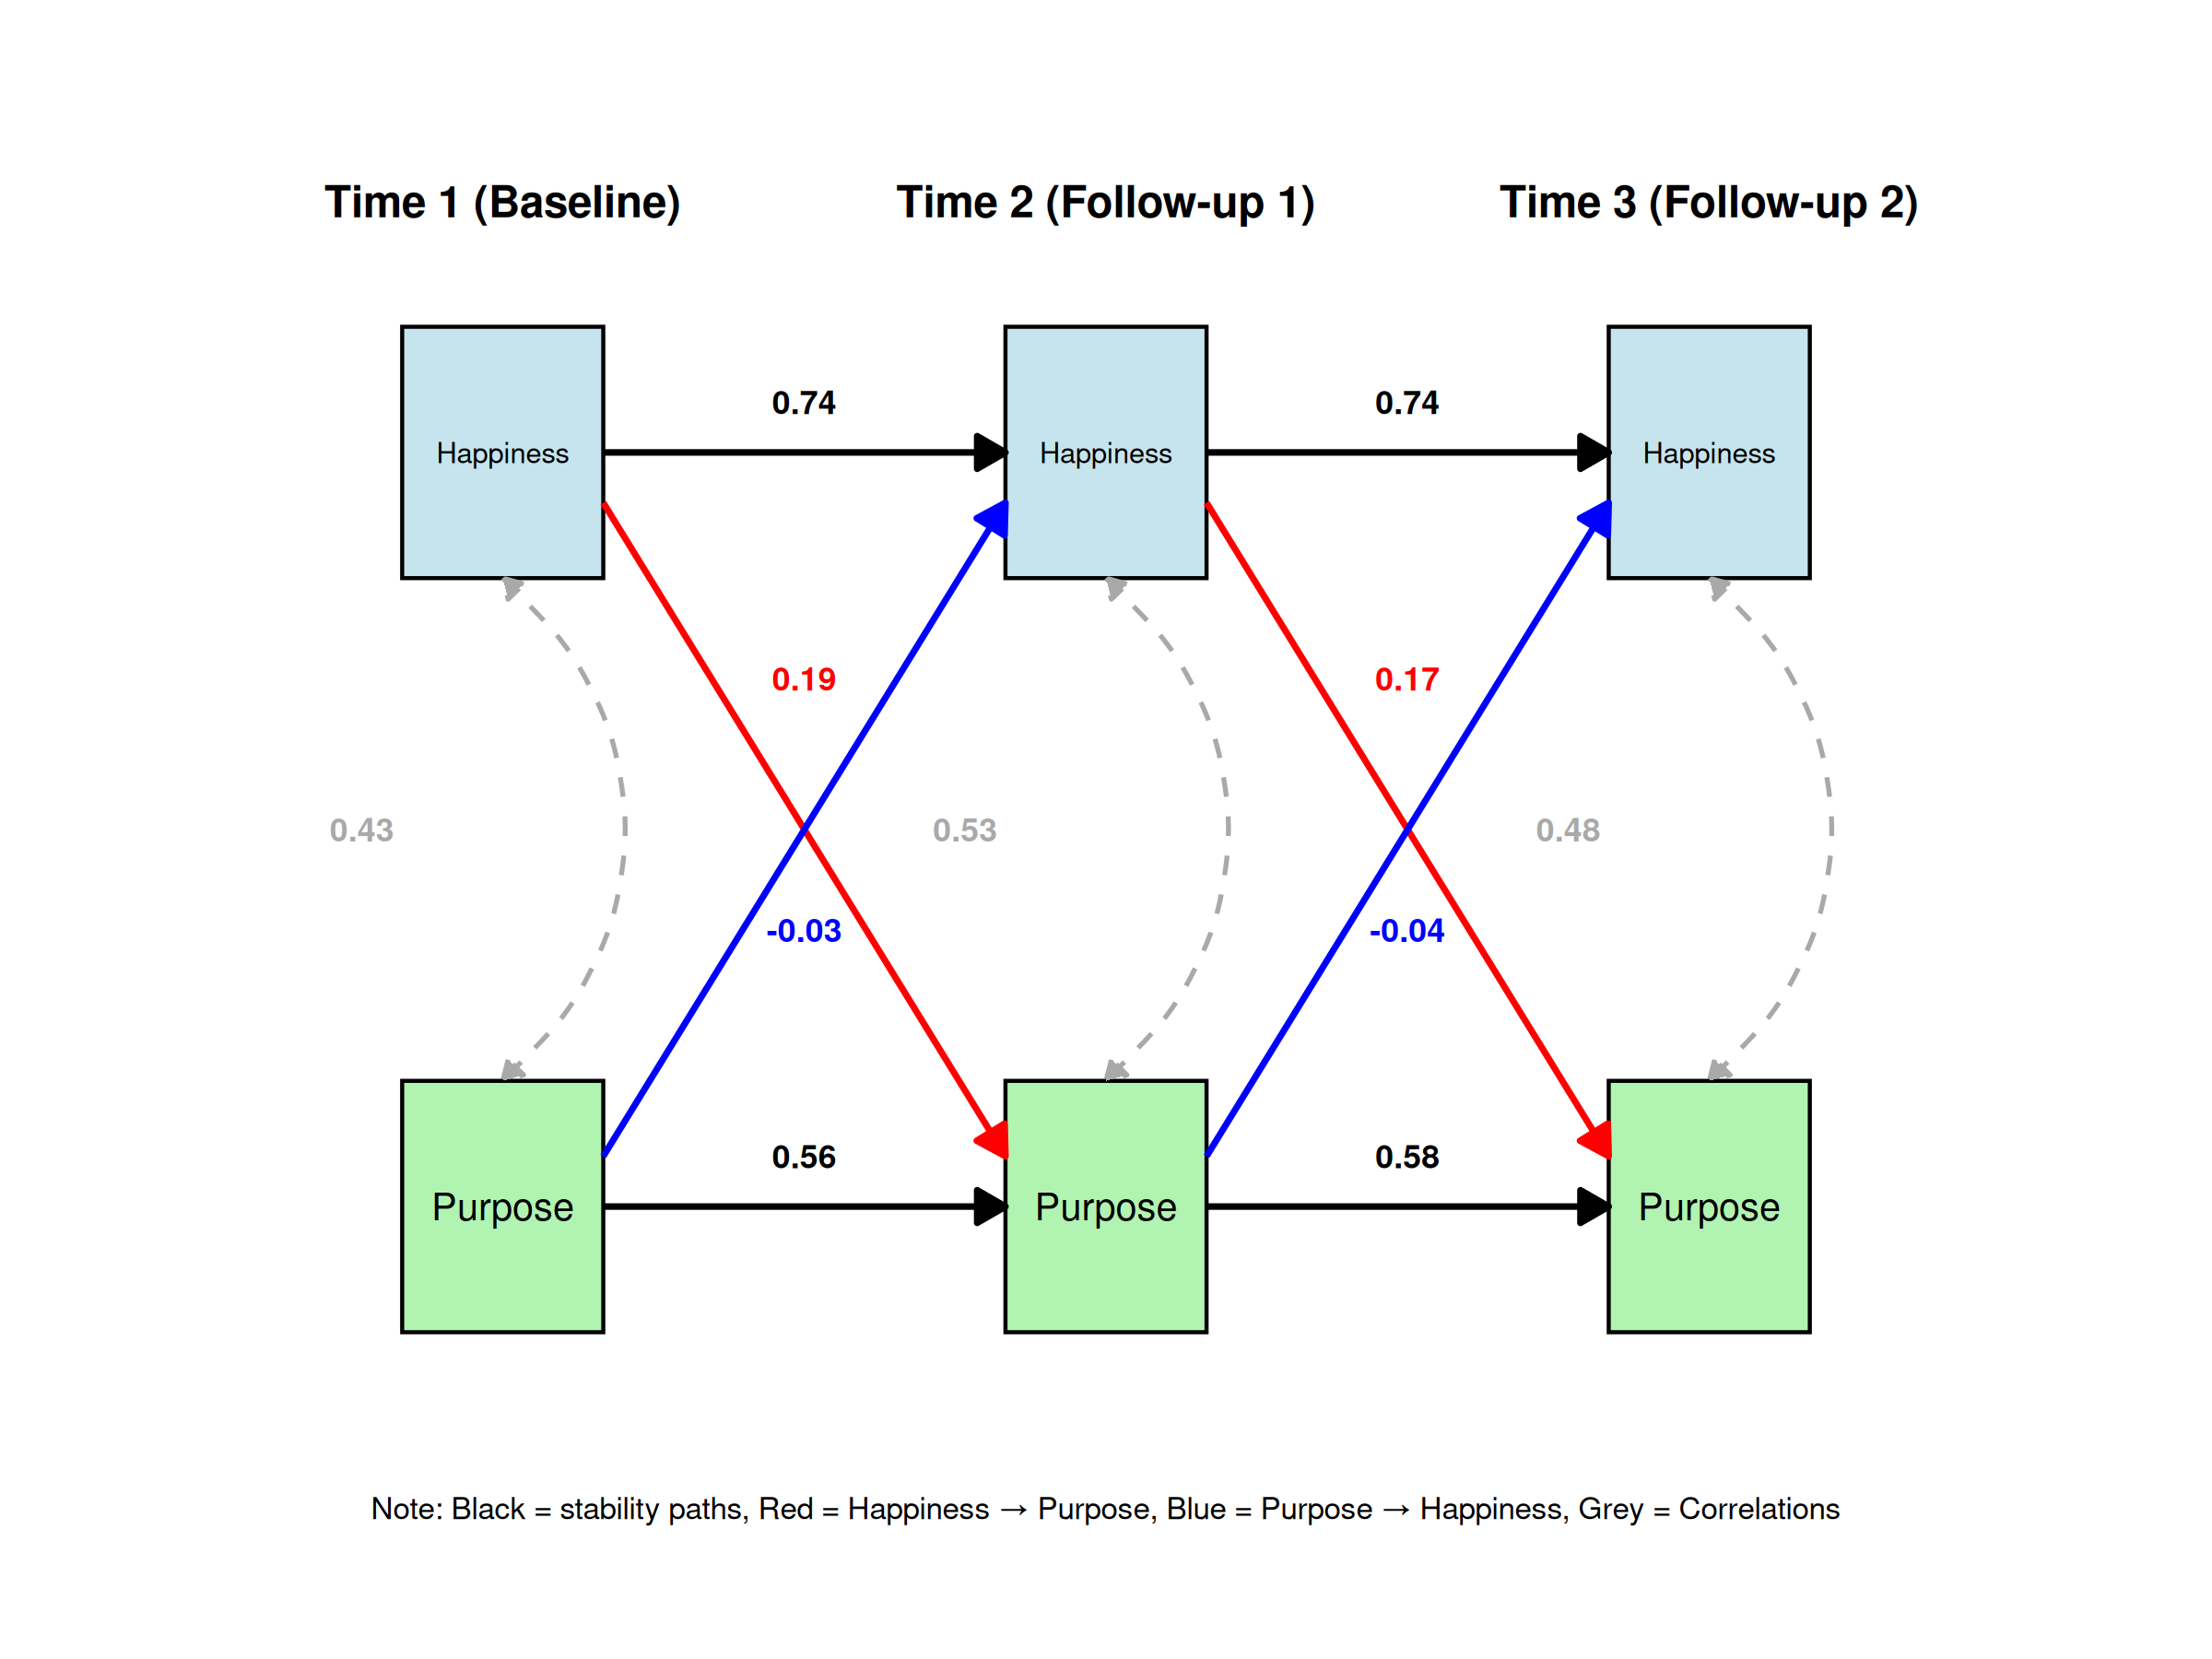 Time 1 (Baseline) Time 2 (Follow-up 1) Time 3 (Follow-up 2)
0.74 0.74
Happiness Happiness Happiness
0.19 0.17
0.43 0.53 0.48
-0.03 -0.04
0.56 0.58
Purpose Purpose Purpose
Note: Black = stability paths, Red = Happiness → Purpose, Blue = Purpose → Happiness, Grey = Correlations